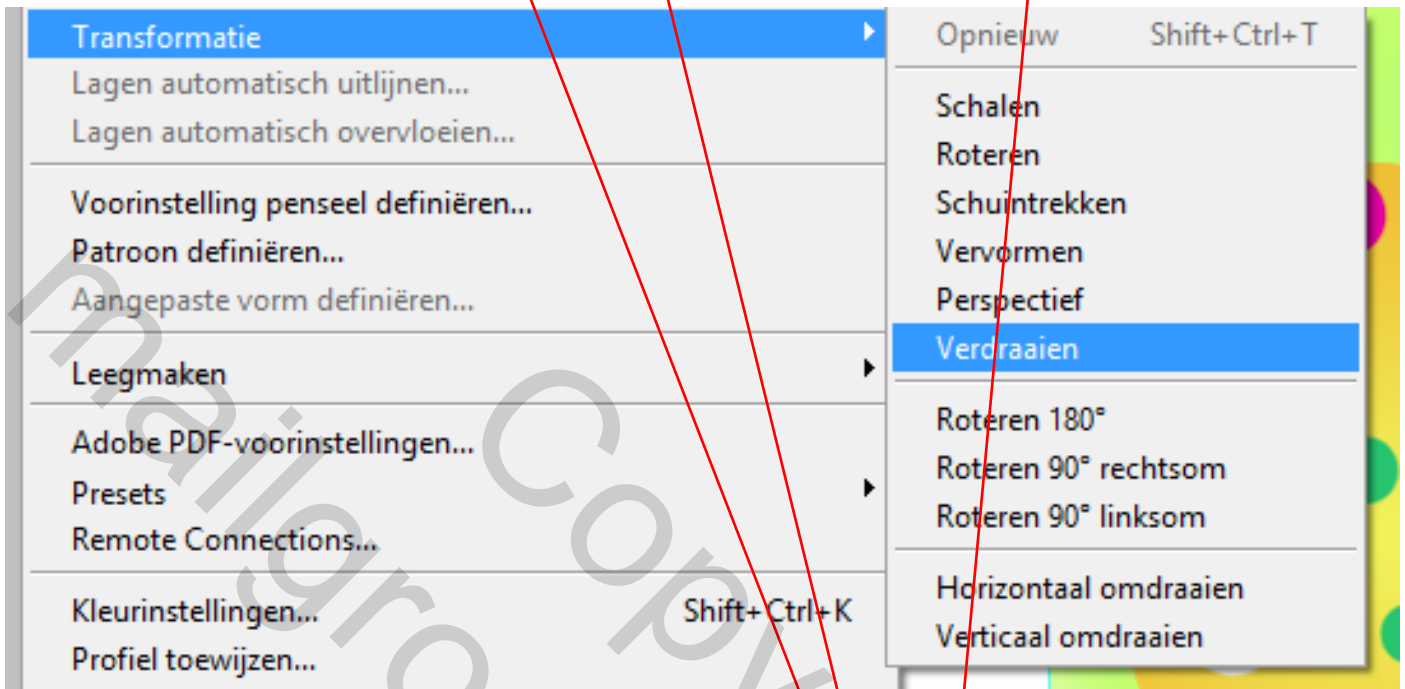 Transformatie
Lagen automatisch uitlijnen...
Lagen automatisch overvloeien...
Voorinstelling penseel definiëren...
Patroon definiëren...
Aangepaste vorm definiëren...
Leegmaken
Adobe PDF-voorinstellingen...
Presets
Remote Connections...
Kleurinstellingen... Shift+Ctrl+K
Profiel toewijzen...
Opnieuw Shift+Ctrl+T
Schalen
Roteren
Schuintrekken
Vervormen
Perspectief
Verdraaien
Roteren 180°
Roteren 90° rechtsom
Roteren 90° linksom
Horizontaal omdraaien
Verticaal omdraaien